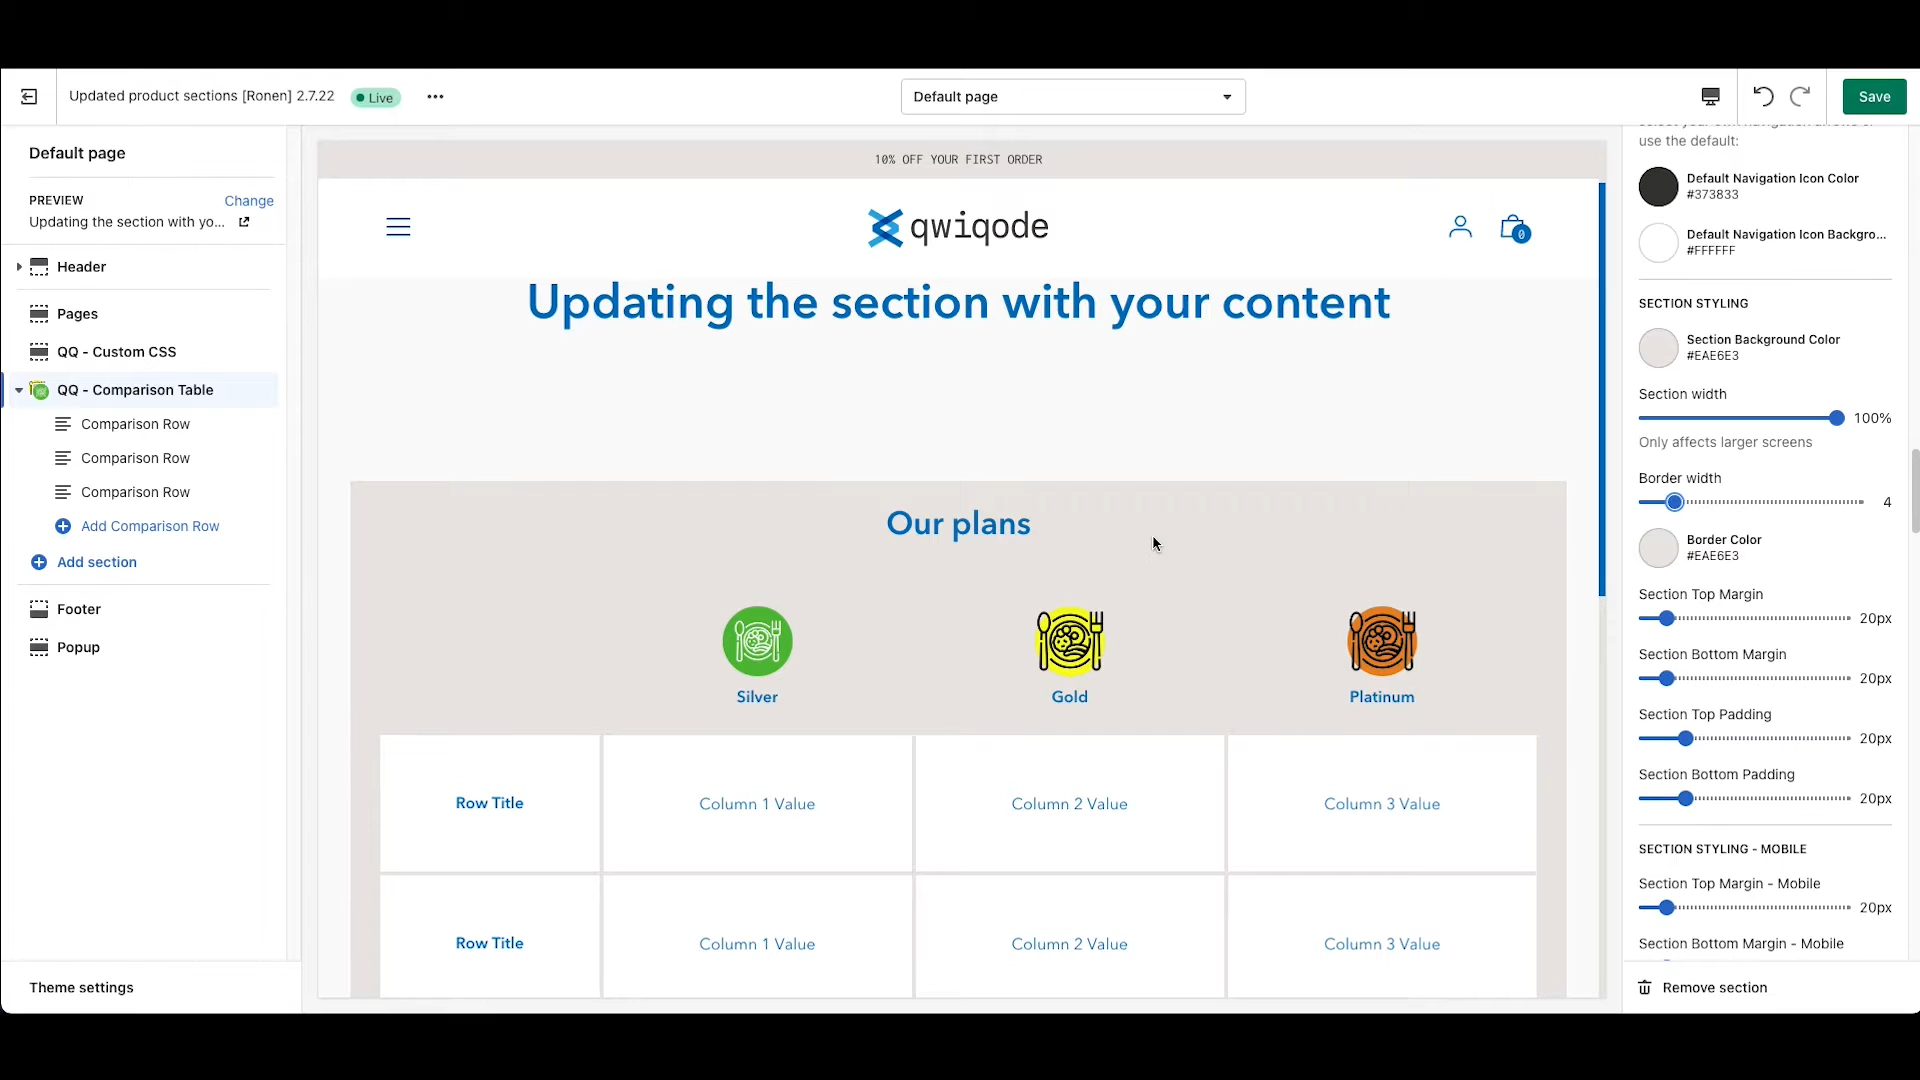 Updated product sections [Ronen] 2.7.22
Live
Default page
Save
Default page
PREVIEW
Change
Updating the section with yo...
Header
Pages
QQ - Custom CSS
QQ - Comparison Table
Comparison Row
Comparison Row
Comparison Row
Add Comparison Row
Add section
Footer
Popup
Theme settings
10% OFF YOUR FIRST ORDER
qwiqode
0
Updating the section with your content
Our plans
Silver
Gold
Platinum
Row Title
Column 1 Value
Column 2 Value
Column 3 Value
Row Title
Column 1 Value
Column 2 Value
Column 3 Value
use the default:
Default Navigation Icon Color
#373833
Default Navigation Icon Backgro...
#FFFFFF
SECTION STYLING
Section Background Color
#EAE6E3
Section width
100%
Only affects larger screens
Border width
4
Border Color
#EAE6E3
Section Top Margin
20px
Section Bottom Margin
20px
Section Top Padding
20px
Section Bottom Padding
20px
SECTION STYLING - MOBILE
Section Top Margin - Mobile
20px
Section Bottom Margin - Mobile
Remove section